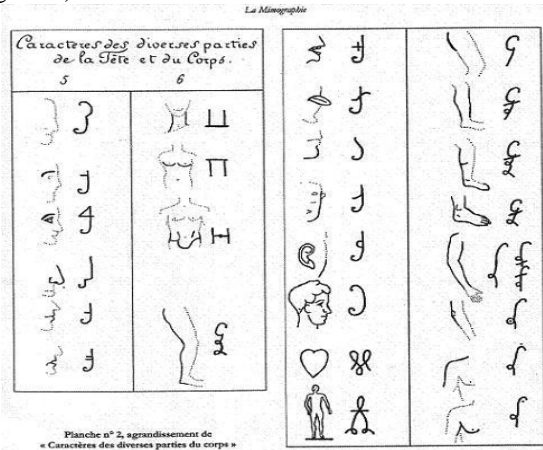 La Mimographie
Caracteres des diverses parties
de la Tête et du Corps.
5 6
Planche n° 2, agrandissement de
« Caractères des diverses parties du corps »